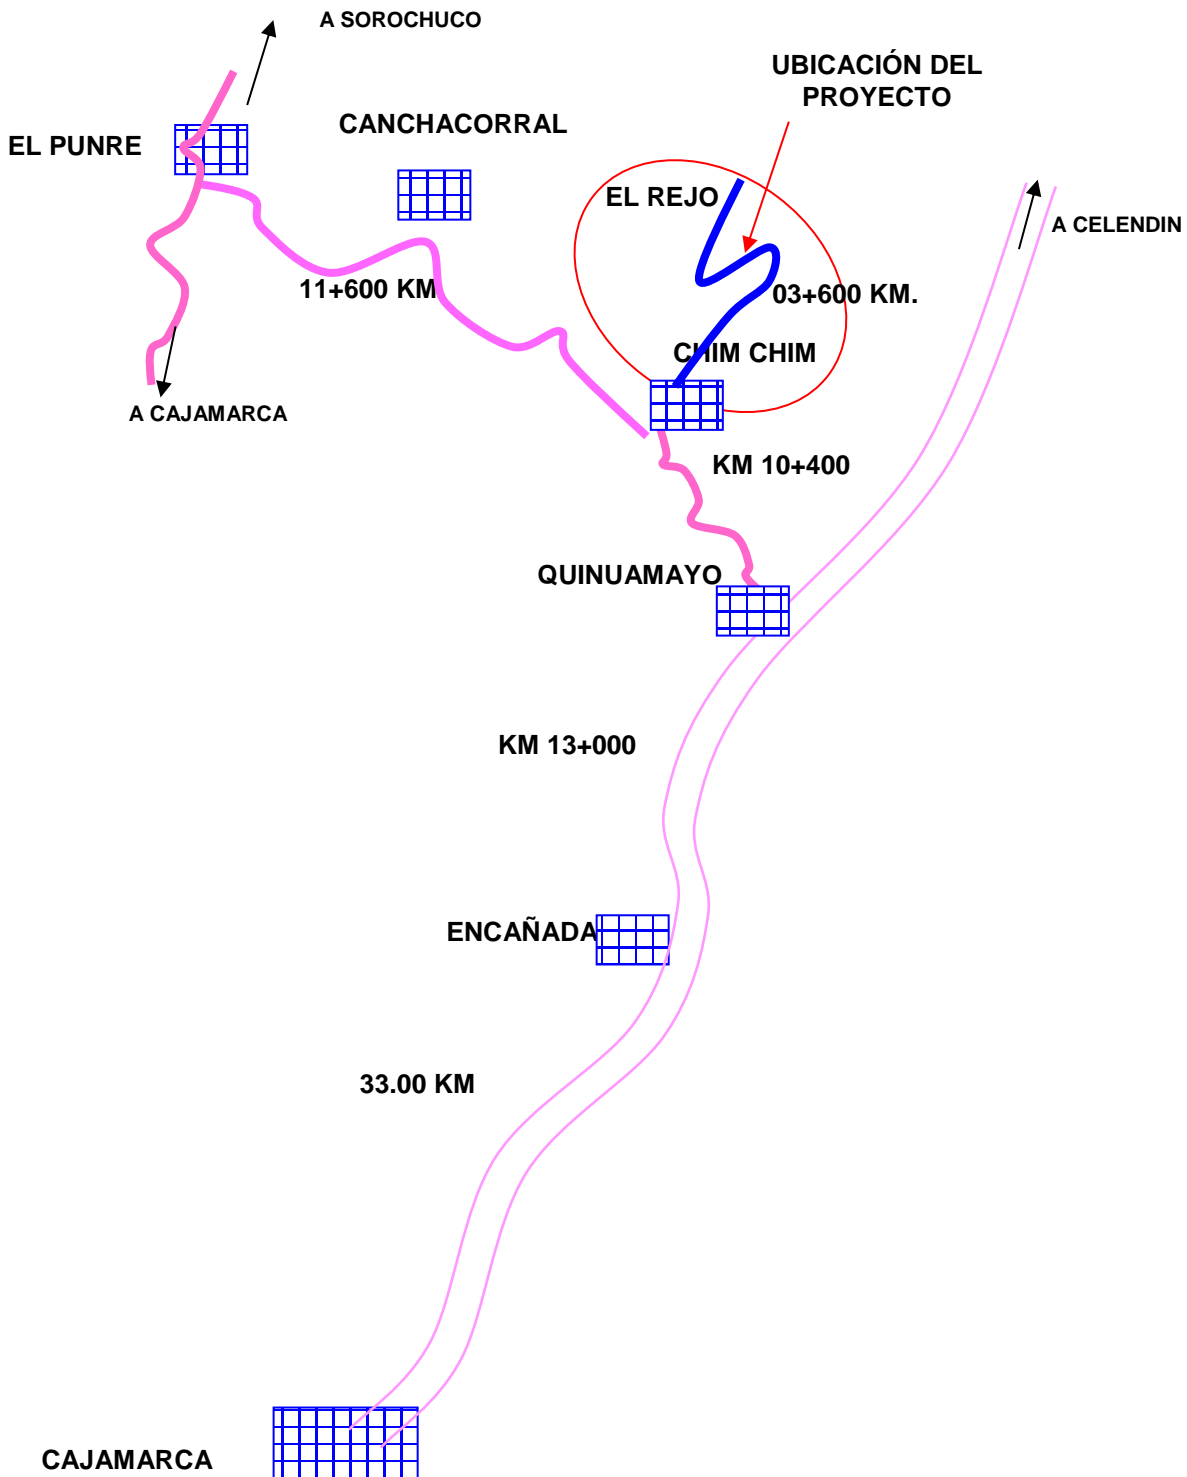 A SOROCHUCO
UBICACIÓN DEL
PROYECTO
CANCHACORRAL
EL PUNRE
EL REJO
A CELENDIN
11+600 KM
03+600 KM.
CHIM CHIM
A CAJAMARCA
KM 10+400
QUINUAMAYO
KM 13+000
ENCAÑADA
33.00 KM
CAJAMARCA